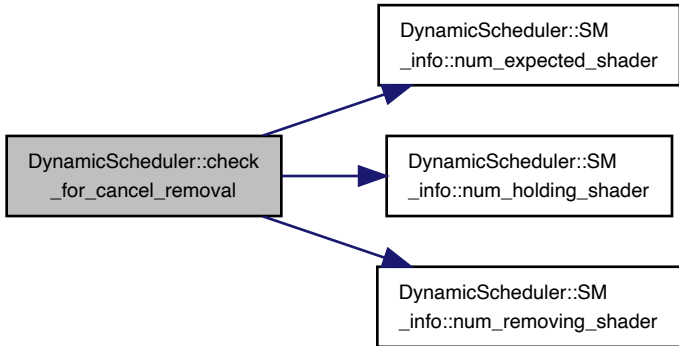 DynamicScheduler::SM
_info::num_expected_shader
DynamicScheduler::check
_for_cancel_removal
DynamicScheduler::SM
_info::num_holding_shader
DynamicScheduler::SM
_info::num_removing_shader